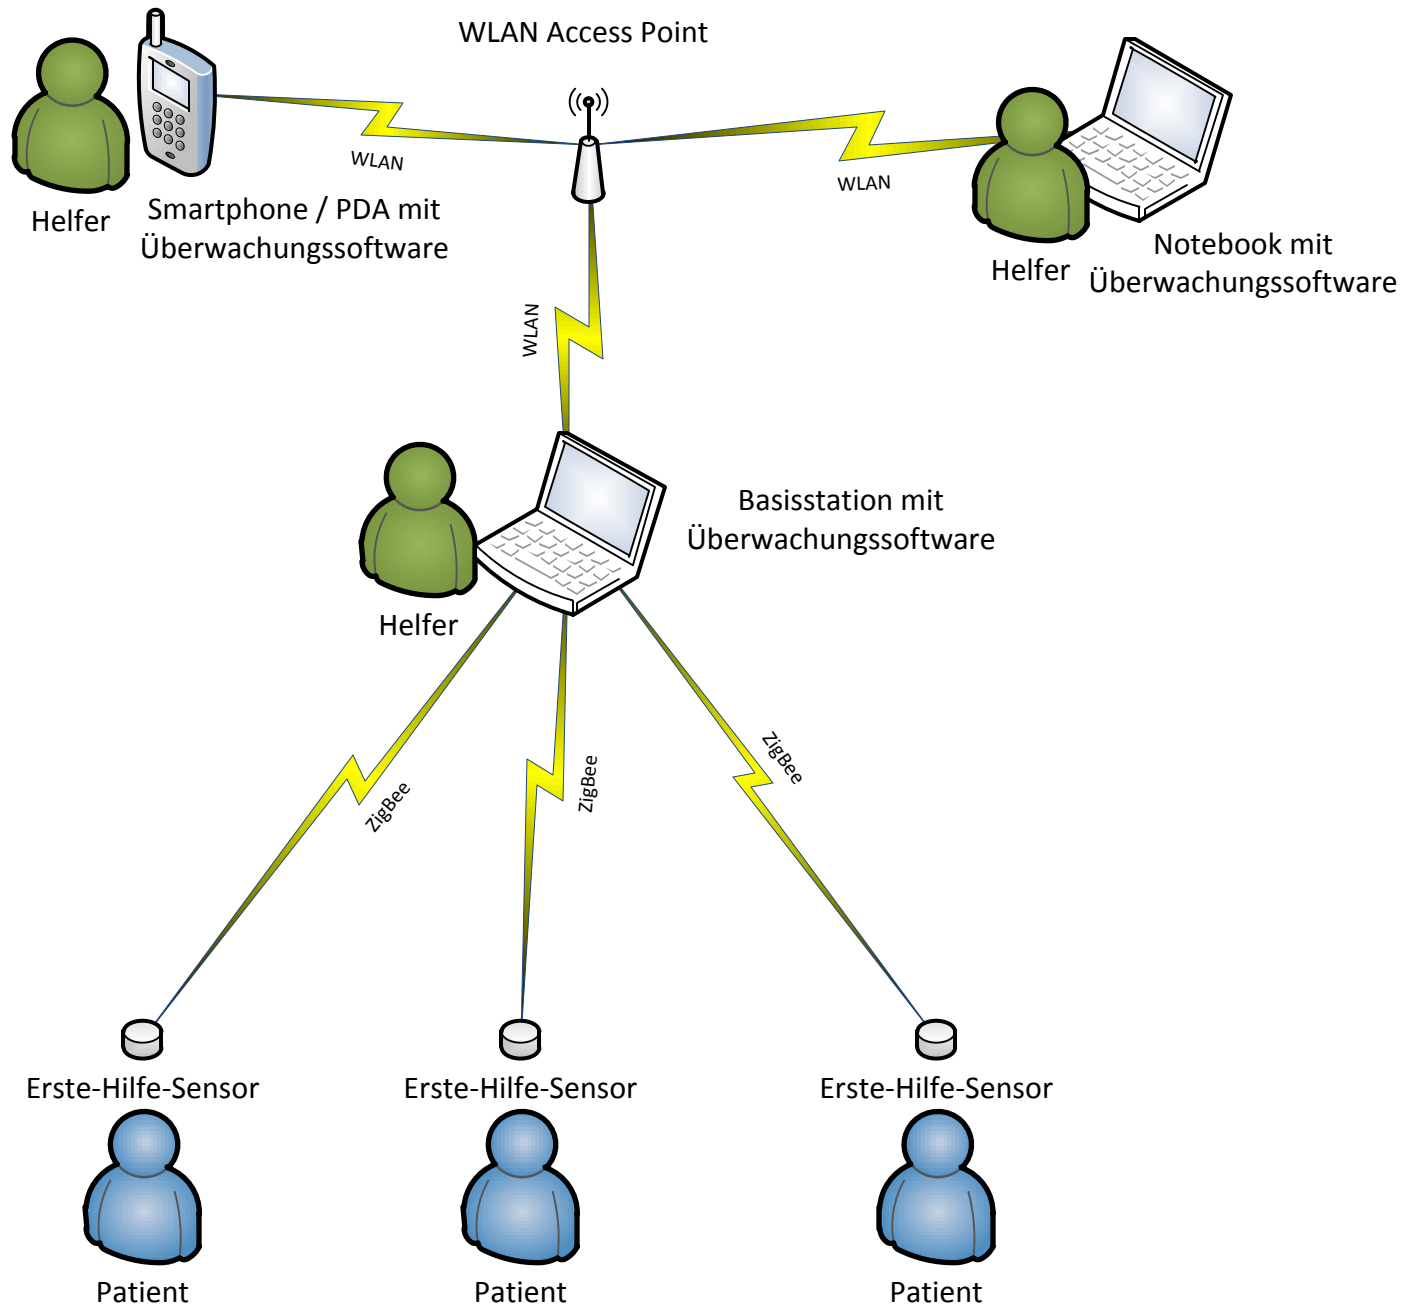 WLAN Access Point
WLAN
WLAN
Helfer
Smartphone / PDA mit
Überwachungssoftware
Helfer
Notebook mit
Überwachungssoftware
WLAN
Basisstation mit
Überwachungssoftware
Helfer
ZigBee
ZigBee
ZigBee
Erste-Hilfe-Sensor
Erste-Hilfe-Sensor
Erste-Hilfe-Sensor
Patient
Patient
Patient